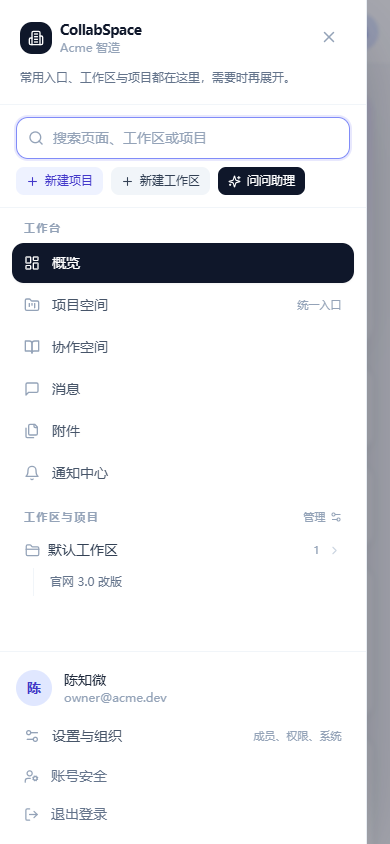 CollabSpace
Acme 智造
常用入口、工作区与项目都在这里，需要时再展开。
搜索页面、工作区或项目
新建项目
新建工作区
问问助理
工作台
概览
项目空间
统一入口
协作空间
消息
附件
通知中心
工作区与项目
管理
默认工作区
1
官网 3.0 改版
陈
陈知微
owner@acme.dev
设置与组织
成员、权限、系统
账号安全
退出登录